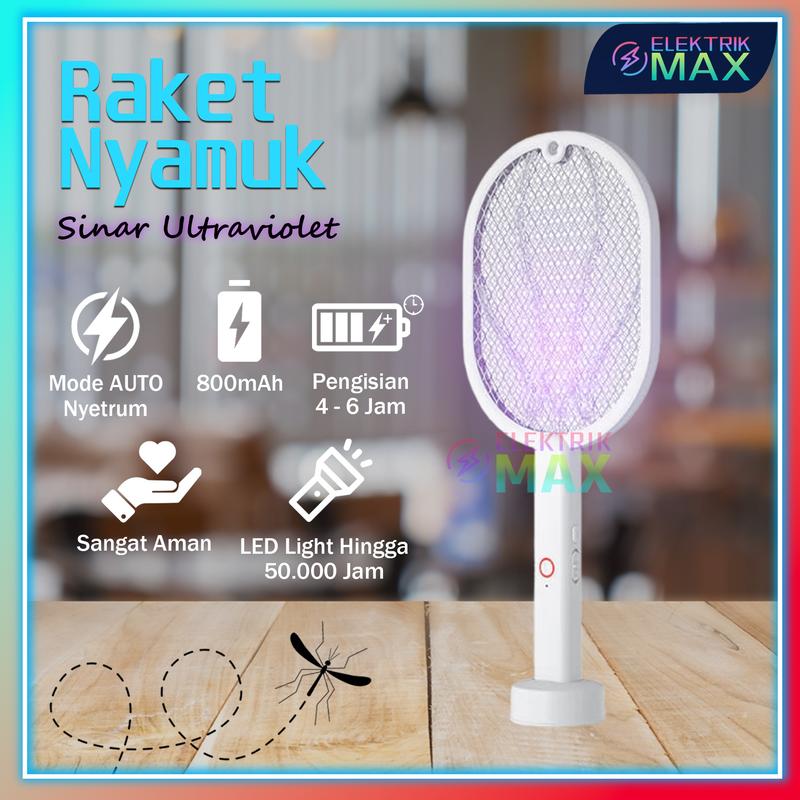 ELEKTRIK
MAX
Raket
Nyamuk
Sinar Ultraviolet
Mode AUTO
Nyetrum
800mAh
Pengisian
4 - 6 Jam
Sangat Aman
LED Light Hingga
50.000 Jam
ELEKTRIK
MAX